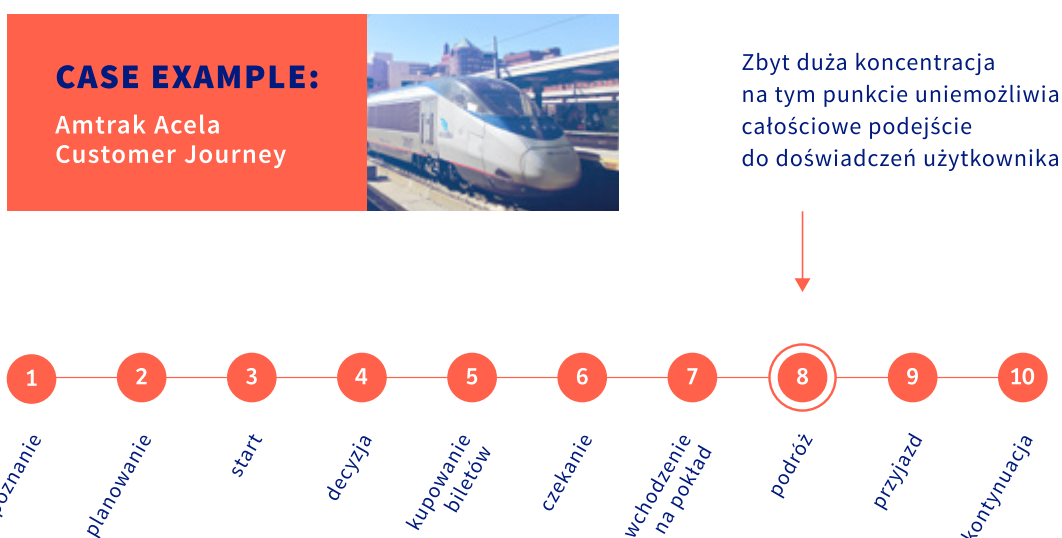 CASE EXAMPLE:
Amtrak Acela
Customer Journey
Zbyt duża koncentracja
na tym punkcie uniemożliwia
całościowe podejście
do doświadczeń użytkownika
1
2
3
4
5
6
7
8
9
10
planowanie
start
decyzja
kupowanie
biletów
czekanie
wchodzenie
na pokład
podróż
przyjazd
kontynuacja